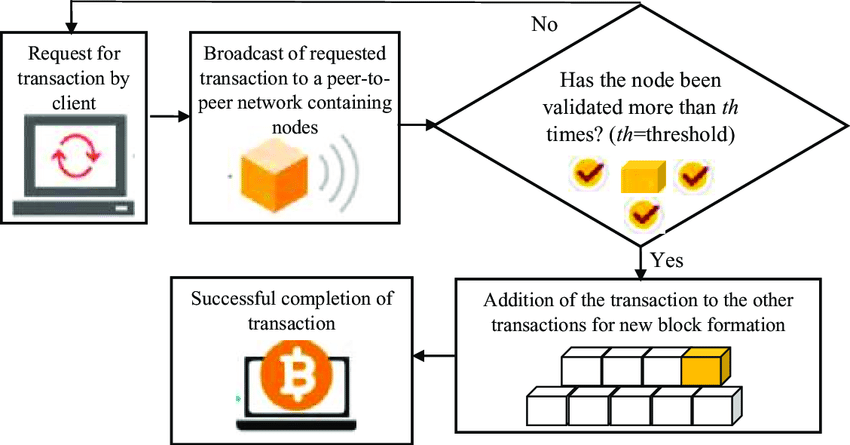 Request for
transaction by
client
Broadcast of requested
transaction to a peer-to-
peer network containing
nodes
No
Has the node been
validated more than th
times? (th=threshold)
Yes
Addition of the transaction to the other
transactions for new block formation
Successful completion of
transaction